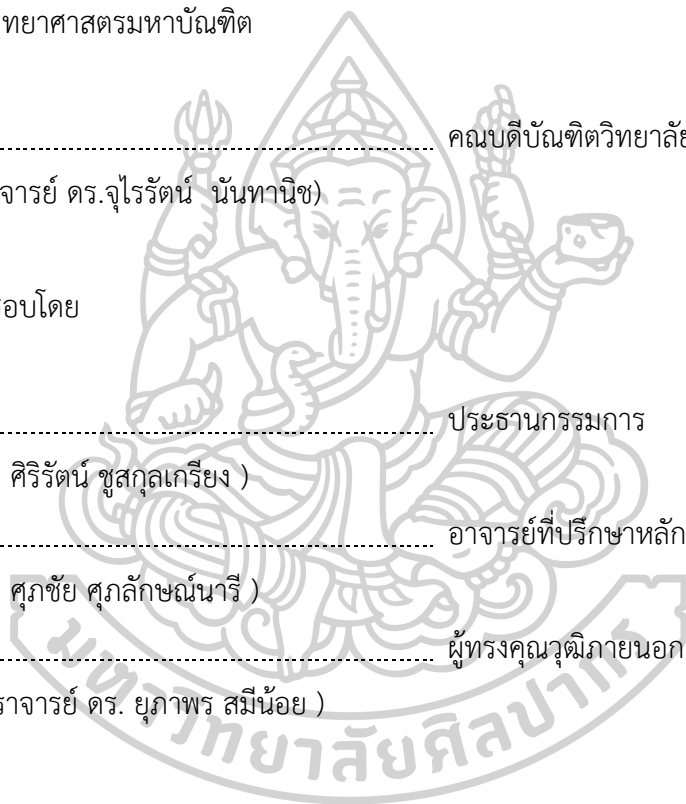 ทยาศาสตรมหาบัณฑิต
คณบดีบัณฑิตวิทยาลัย
จารย์ ดร.จุไรรัตน์ นันทานิช)
อบโดย
ประธานกรรมการ
ศิริรัตน์ ชูสกุลเกรียง )
อาจารย์ที่ปรึกษาหลัก
ศุภชัย ศุภลักษณ์นารี )
ผู้ทรงคุณวุฒิภายนอก
าจารย์ ดร. ยุภาพร สมีน้อย )
มหาวิทยาลัยศิลปากร